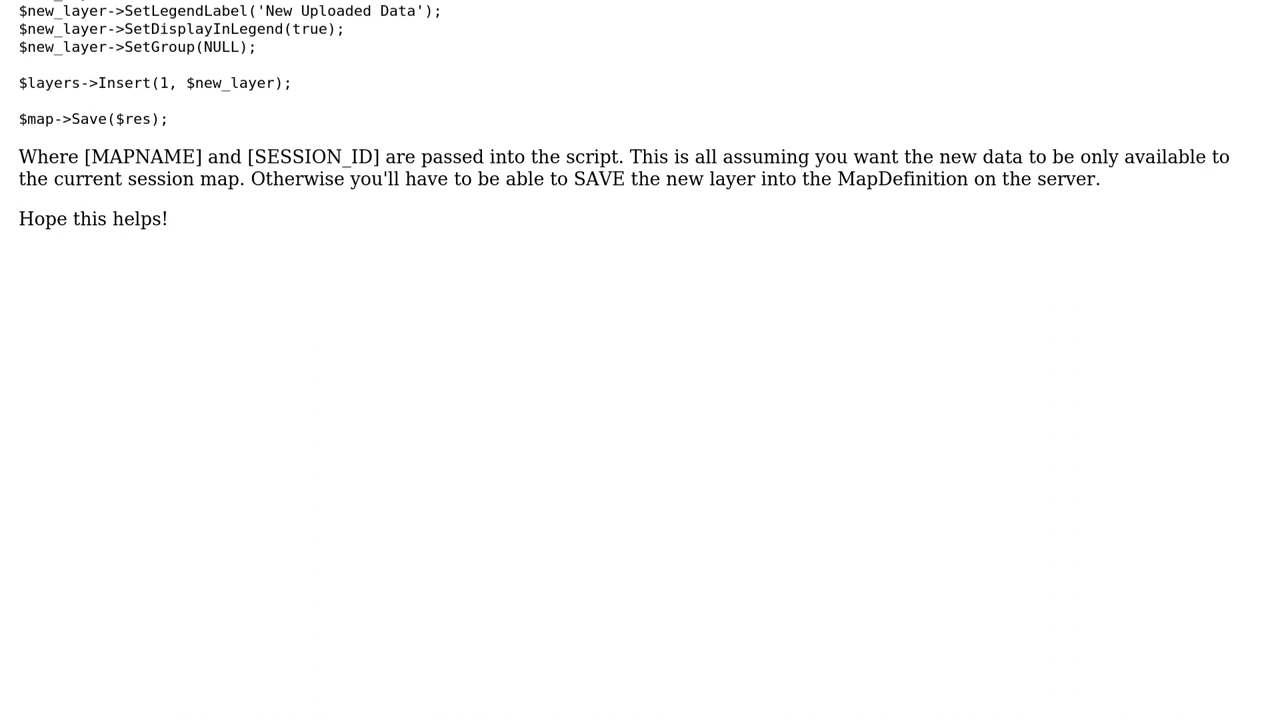 $new_layer->SetLegendLabel('New Uploaded Data');
$new_layer->SetDisplayInLegend(true);
$new_layer->SetGroup(NULL);
$layers->Insert(1, $new_layer);
$map->Save($res);
Where [MAPNAME] and [SESSION_ID] are passed into the script. This is all assuming you want the new data to be only available to
the current session map. Otherwise you'll have to be able to SAVE the new layer into the MapDefinition on the server.
Hope this helps!